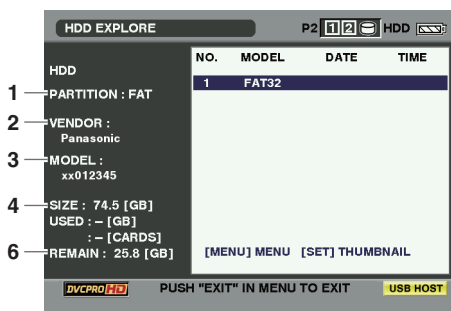 HDD EXPLORE
P2 1 2 HDD
NO. MODEL DATE TIME
1 FAT32
HDD
1 PARTITION : FAT
2 VENDOR :
Panasonic
3 MODEL :
xx012345
4 SIZE : 74.5 [GB]
USED : – [GB]
: – [CARDS]
6 REMAIN : 25.8 [GB]
[MENU] MENU [SET] THUMBNAIL
DVCPRO HD PUSH "EXIT" IN MENU TO EXIT USB HOST